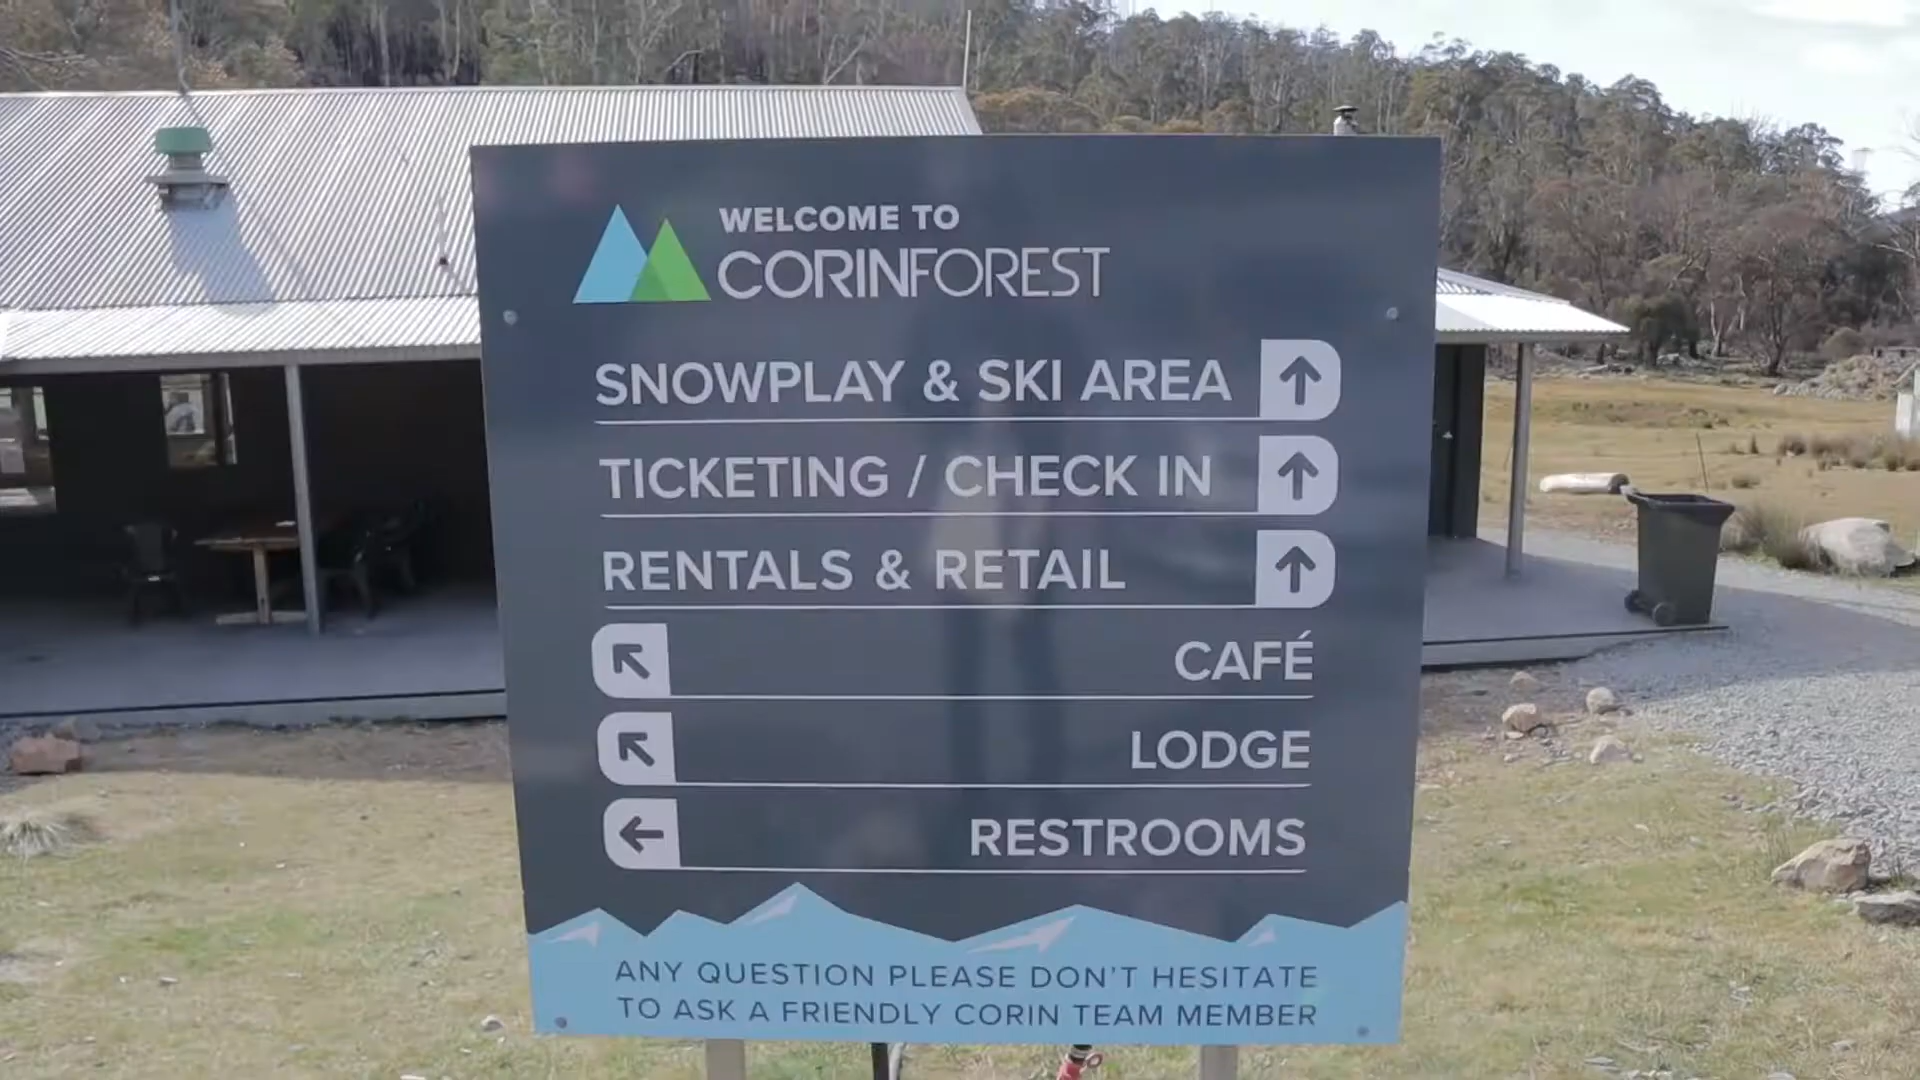 WELCOME TO
CORINFOREST
SNOWPLAY & SKI AREA
TICKETING / CHECK IN
RENTALS & RETAIL
CAFÉ
LODGE
RESTROOMS
ANY QUESTION PLEASE DON'T HESITATE
TO ASK A FRIENDLY CORIN TEAM MEMBER